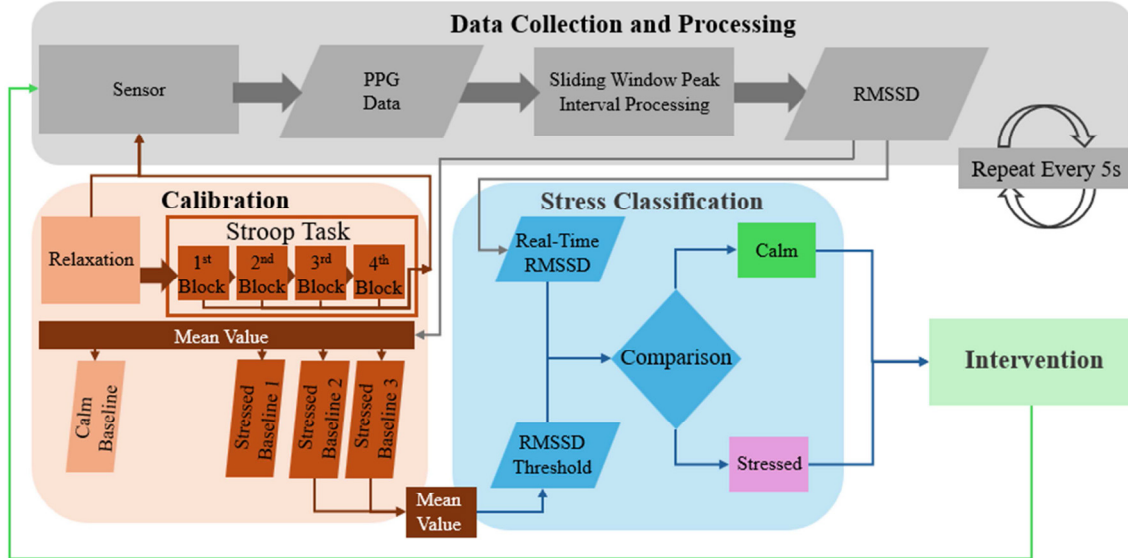 Data Collection and Processing
Sensor
PPG
Data
Sliding Window Peak
Interval Processing
RMSSD
Repeat Every 5s
Calibration
Relaxation
Stroop Task
1st
Block
2nd
Block
3rd
Block
4th
Block
Mean Value
Calm
Baseline
Stressed
Baseline 1
Stressed
Baseline 2
Stressed
Baseline 3
Mean
Value
Stress Classification
Real-Time
RMSSD
RMSSD
Threshold
Comparison
Calm
Stressed
Intervention